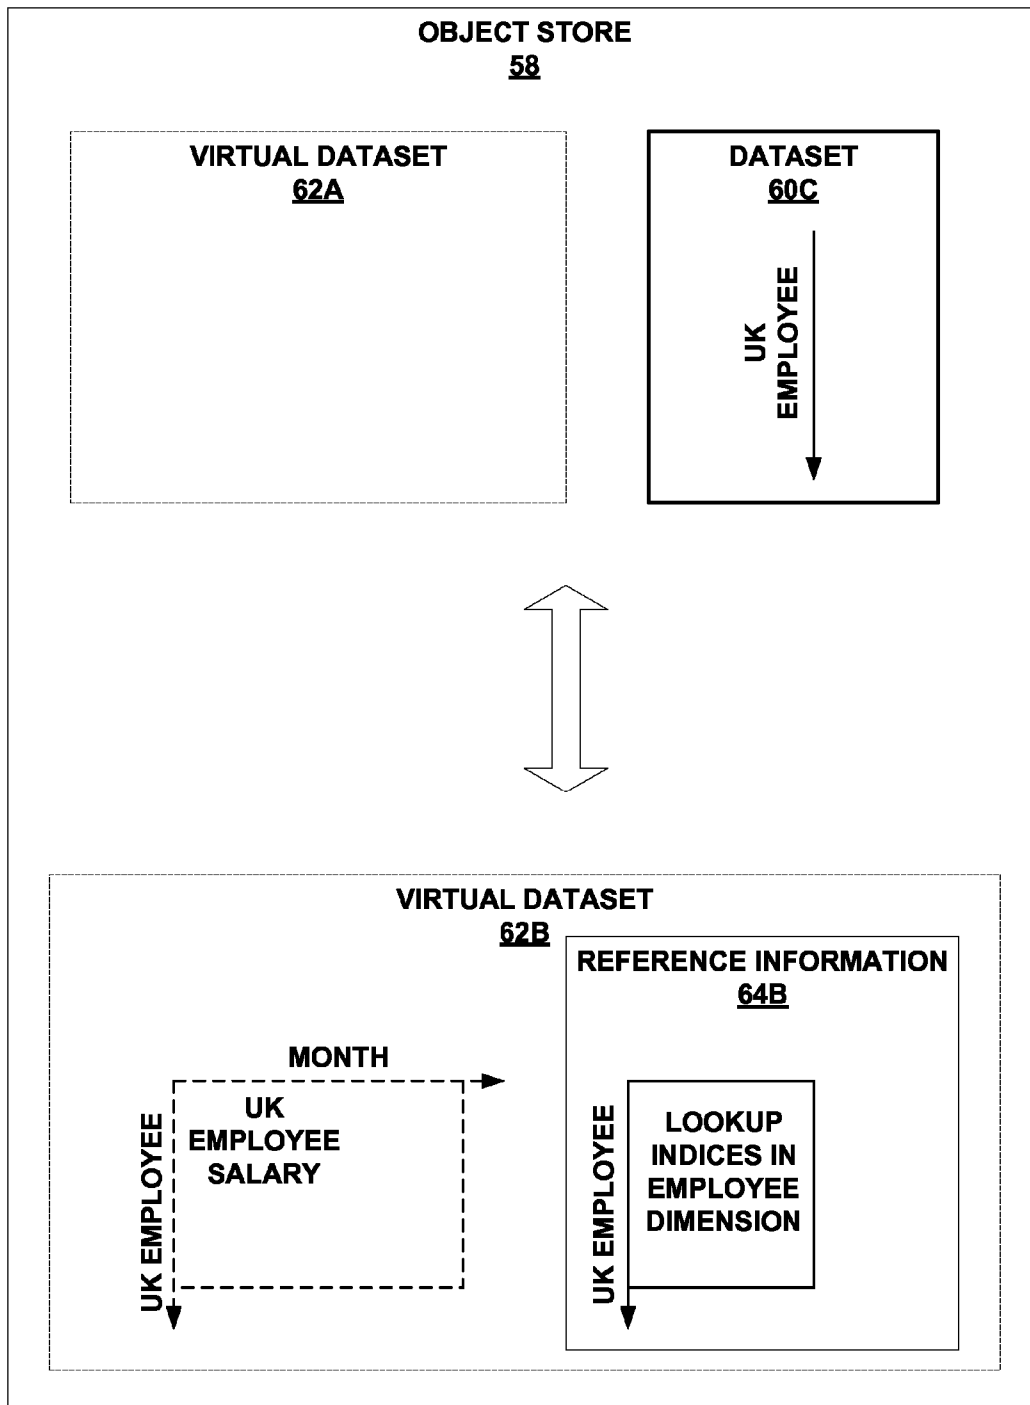 OBJECT STORE
58
VIRTUAL DATASET
62A
DATASET
60C
UK
EMPLOYEE
VIRTUAL DATASET
62B
REFERENCE INFORMATION
64B
MONTH
UK EMPLOYEE
UK
EMPLOYEE
SALARY
UK EMPLOYEE
LOOKUP
INDICES IN
EMPLOYEE
DIMENSION